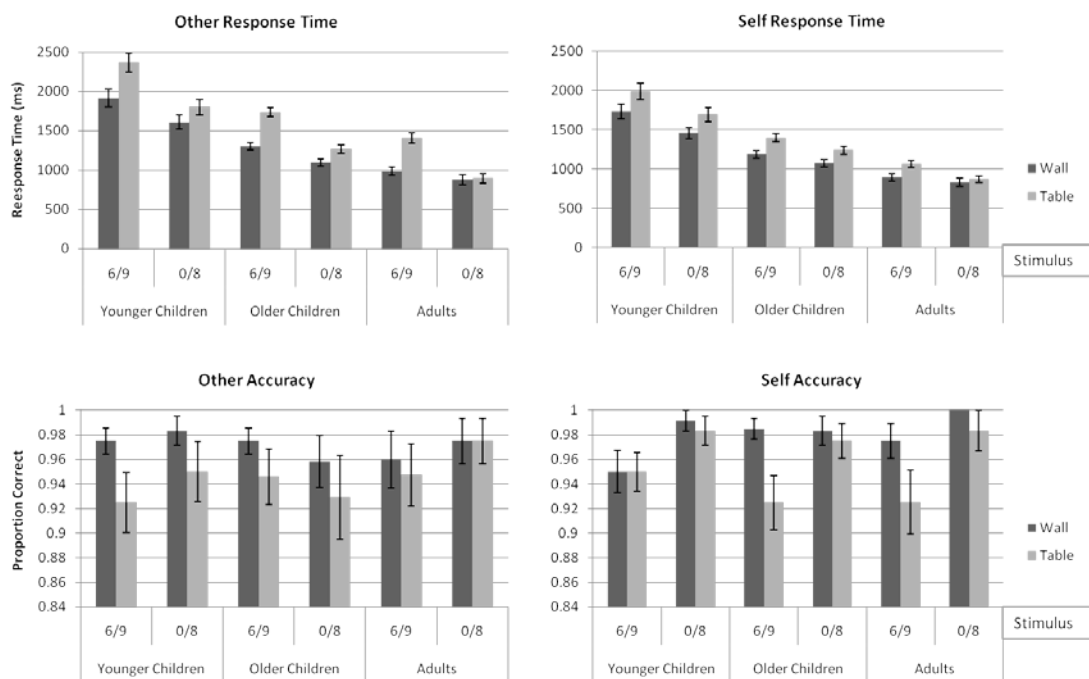 Other Response Time
Reesponse Time (ms)
2500
2000
1500
1000
500
0
6/9 0/8 6/9 0/8 6/9 0/8
Younger Children Older Children Adults
Self Response Time
2500
2000
1500
1000
500
0
Wall
Table
6/9 0/8 6/9 0/8 6/9 0/8 Stimulus
Younger Children Older Children Adults
Other Accuracy
Proportion Correct
1
0.98
0.96
0.94
0.92
0.9
0.88
0.86
0.84
6/9 0/8 6/9 0/8 6/9 0/8
Younger Children Older Children Adults
Self Accuracy
1
0.98
0.96
0.94
0.92
0.9
0.88
0.86
0.84
Wall
Table
6/9 0/8 6/9 0/8 6/9 0/8 Stimulus
Younger Children Older Children Adults